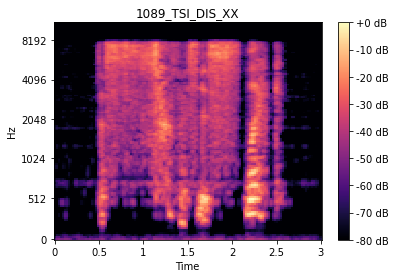 1089_TSI_DIS_XX
+0 dB
8192
-10 dB
4096
-20 dB
-30 dB
2048
Hz
-40 dB
1024
-50 dB
512
-60 dB
-70 dB
0
-80 dB
0 0.5 1 1.5 2 2.5 3
Time